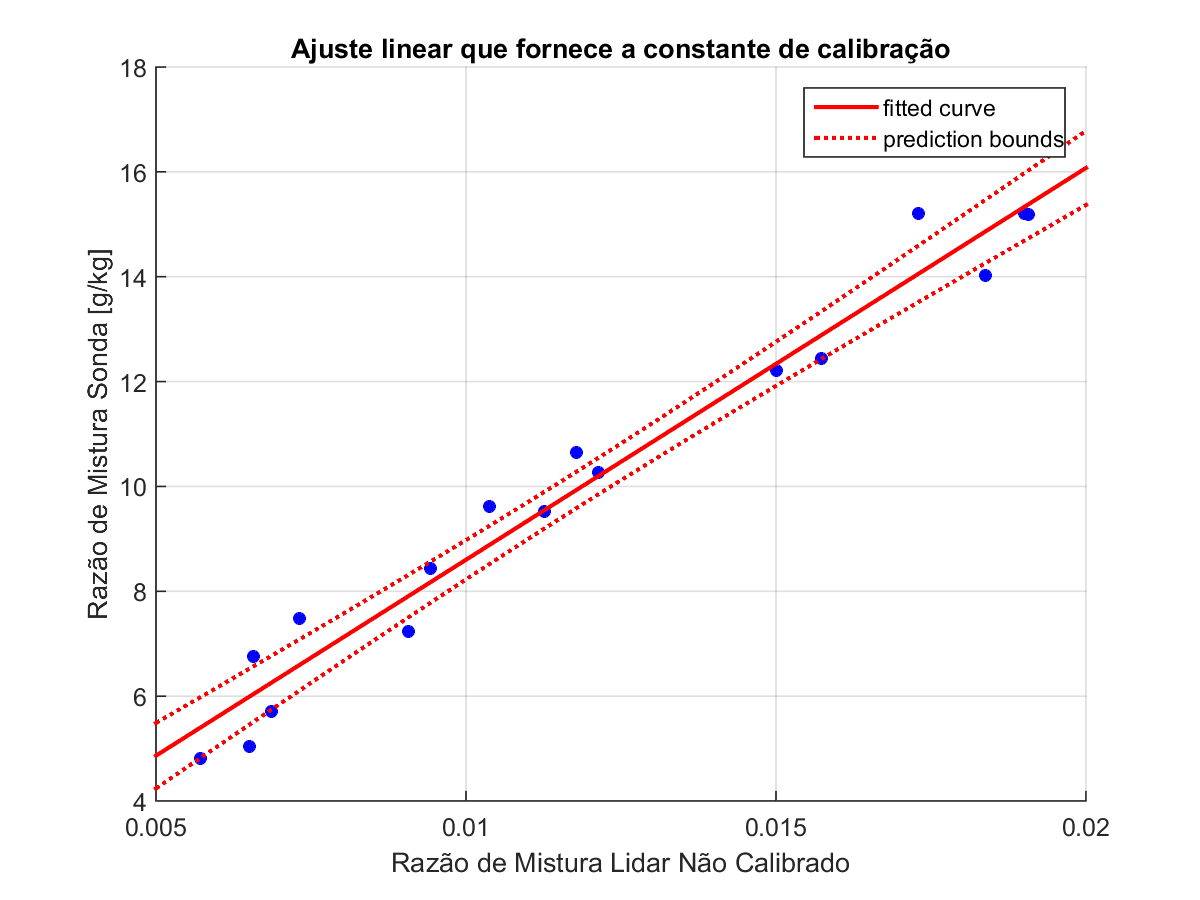 Ajuste linear que fornece a constante de calibração
18
16
14
12
10
8
6
4
Razão de Mistura Sonda [g/kg]
fitted curve
prediction bounds
0.005
0.01
0.015
0.02
Razão de Mistura Lidar Não Calibrado